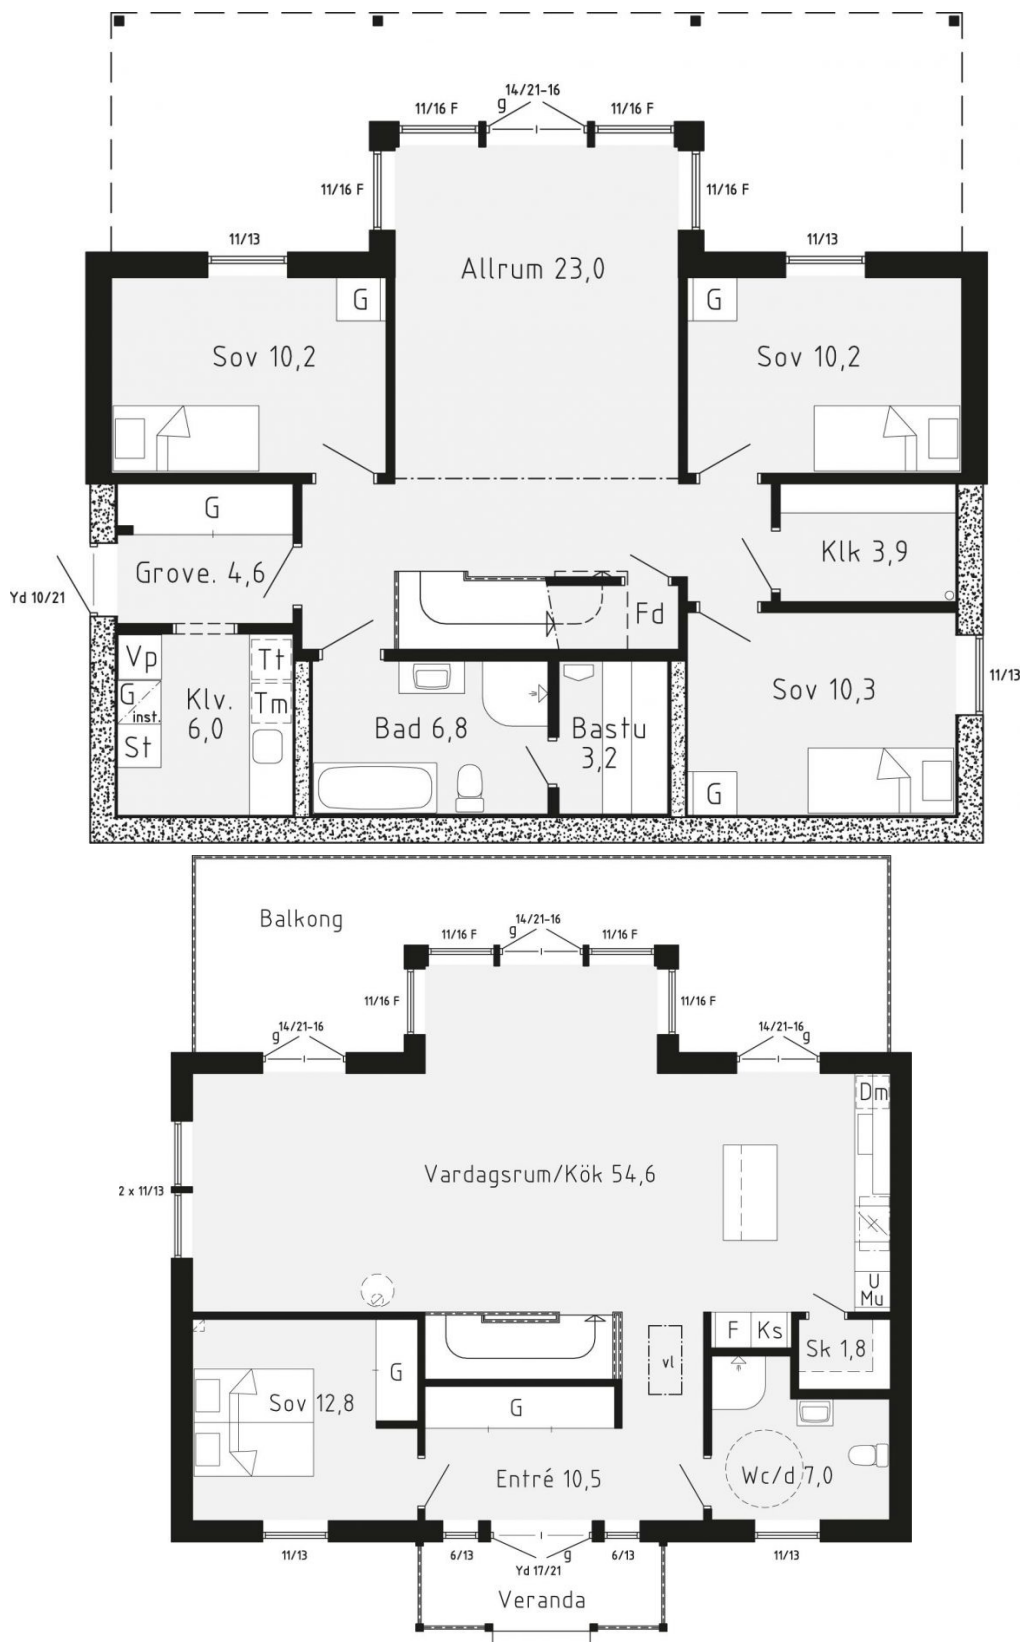 14/21-16
11/16 F
g
11/16 F
11/16 F
11/16 F
11/13
11/13
Allrum 23,0
G
G
Sov 10,2
Sov 10,2
G
Klk 3,9
Grove. 4,6
Yd 10/21
Fd
Vp
Tt
G
inst.
Klv.
6,0
Tm
St
Bad 6,8
Bastu
3,2
Sov 10,3
11/13
G
Balkong
14/21-16
g
11/16 F
11/16 F
11/16 F
11/16 F
14/21-16
g
14/21-16
g
Dm
Vardagsrum/Kök 54,6
2 x 11/13
U
Mu
F
Ks
Sk 1,8
vl
G
Sov 12,8
G
Entré 10,5
Wc/d 7,0
11/13
6/13
g
6/13
11/13
Yd 17/21
Veranda